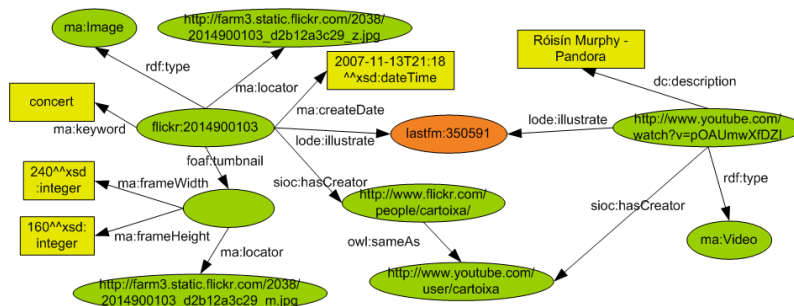 ma:Image
http://farm3.static.flickr.com/2038/
2014900103_d2b12a3c29_z.jpg
Róisín Murphy -
Pandora
rdf:type
2007-11-13T21:18
^^xsd:dateTime
ma:locator
dc:description
concert
ma:createDate
ma:keyword
flickr:2014900103
lode:illustrate
lastfm:350591
lode:illustrate
http://www.youtube.com/
watch?v=pOAUmwXfDZI
foaf:tumbnail
240^^xsd
:integer
ma:frameWidth
sioc:hasCreator
http://www.flickr.com/
people/cartoixa/
rdf:type
sioc:hasCreator
160^^xsd:
integer
ma:frameHeight
ma:locator
owl:sameAs
ma:Video
http://farm3.static.flickr.com/2038/
2014900103_d2b12a3c29_m.jpg
http://www.youtube.com/
user/cartoixa